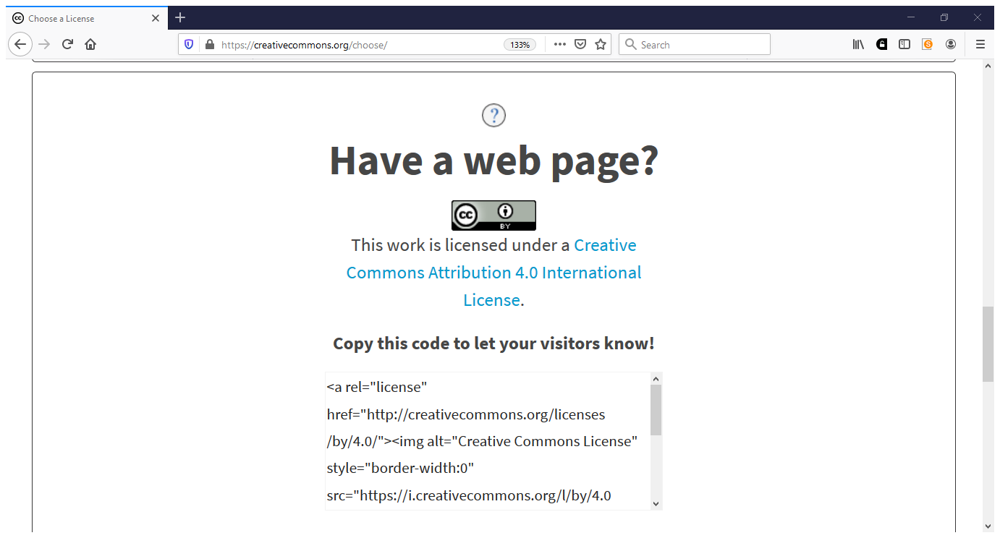 Choose a License
https://creativecommons.org/choose/
133%
Search
?
Have a web page?
cc
BY
This work is licensed under a Creative
Commons Attribution 4.0 International
License.
Copy this code to let your visitors know!
<a rel="license"
href="http://creativecommons.org/licenses
/by/4.0/"><img alt="Creative Commons License"
style="border-width:0"
src="https://i.creativecommons.org/l/by/4.0